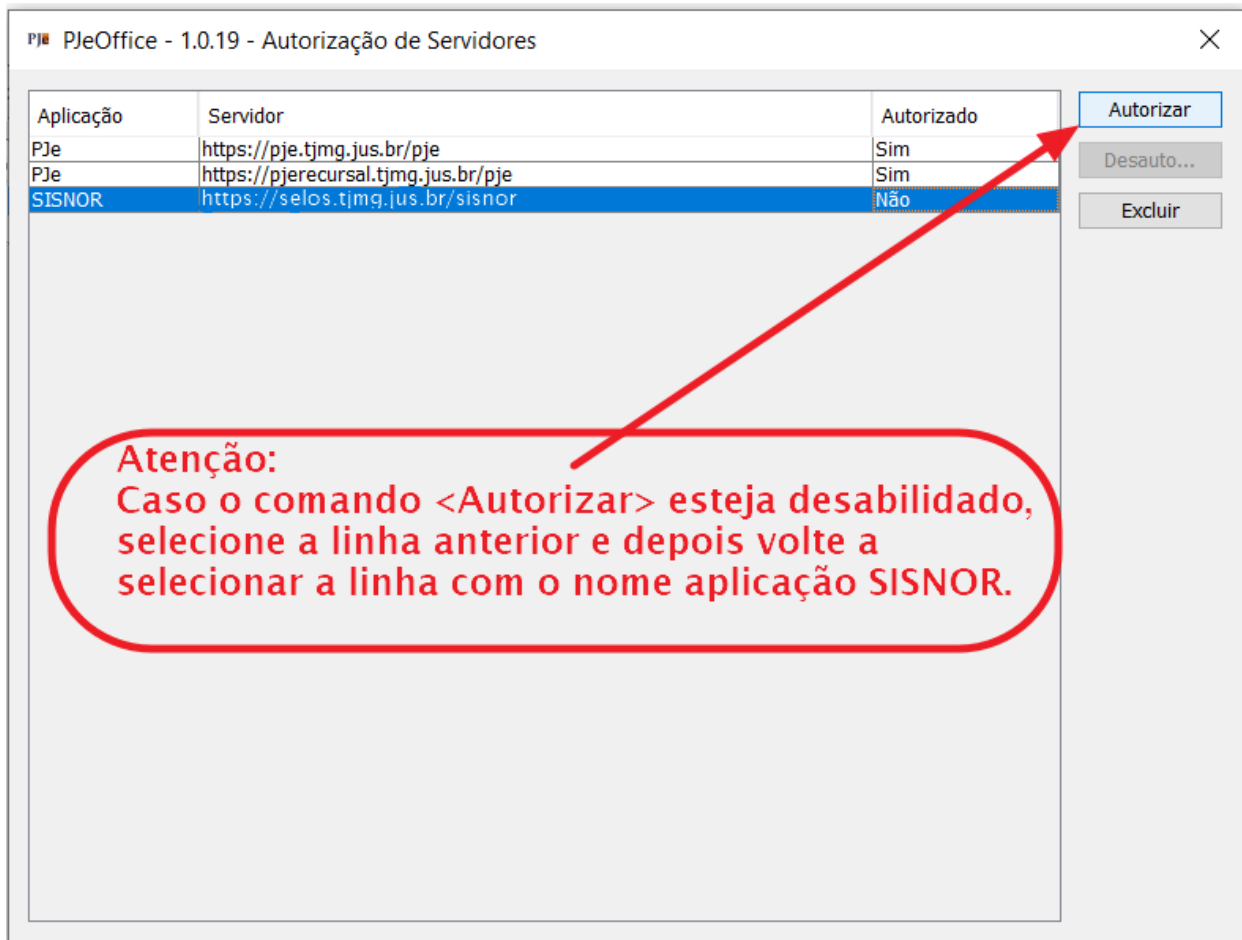 PJe PJeOffice - 1.0.19 - Autorização de Servidores
Aplicação Servidor Autorizado
PJe https://pje.tjmg.jus.br/pje Sim
PJe https://pjerecursal.tjmg.jus.br/pje Sim
SISNOR https://selos.tjmg.jus.br/sisnor Não
Autorizar
Desauto...
Excluir
Atenção:
Caso o comando <Autorizar> esteja desabilidado,
selecione a linha anterior e depois volte a
selecionar a linha com o nome aplicação SISNOR.